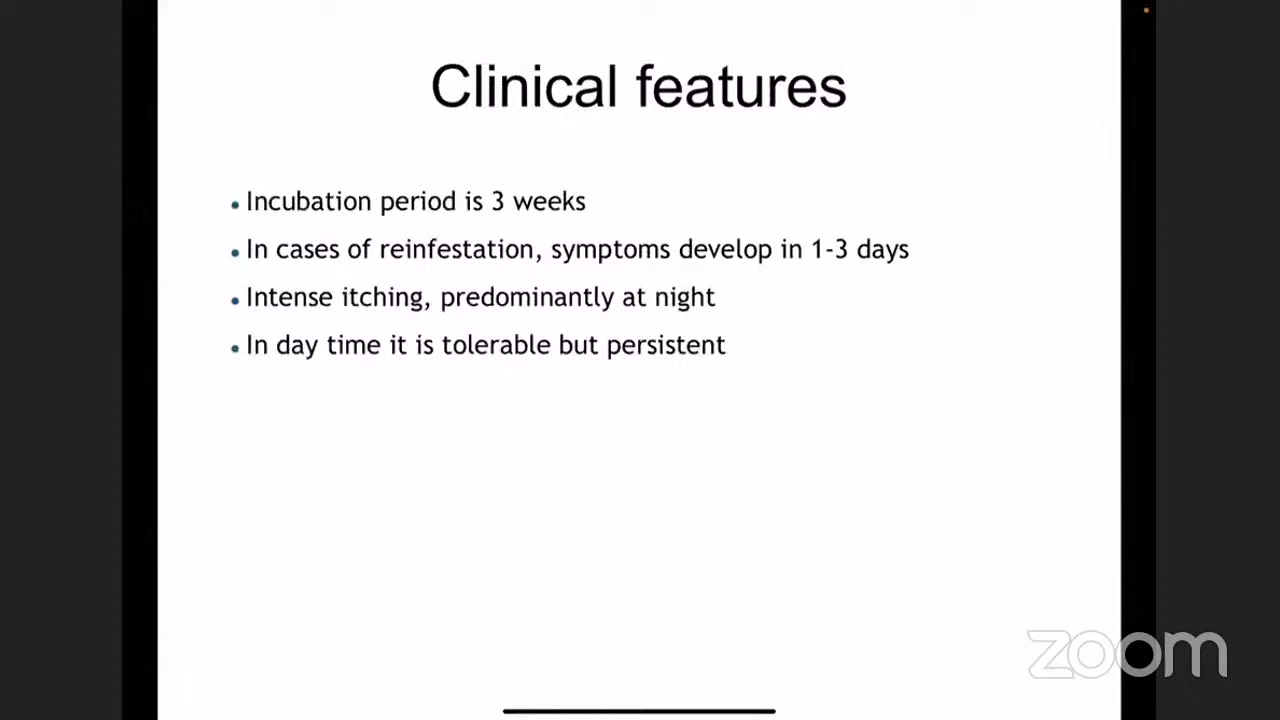 Clinical features
• Incubation period is 3 weeks
• In cases of reinfestation, symptoms develop in 1-3 days
• Intense itching, predominantly at night
• In day time it is tolerable but persistent
zoom